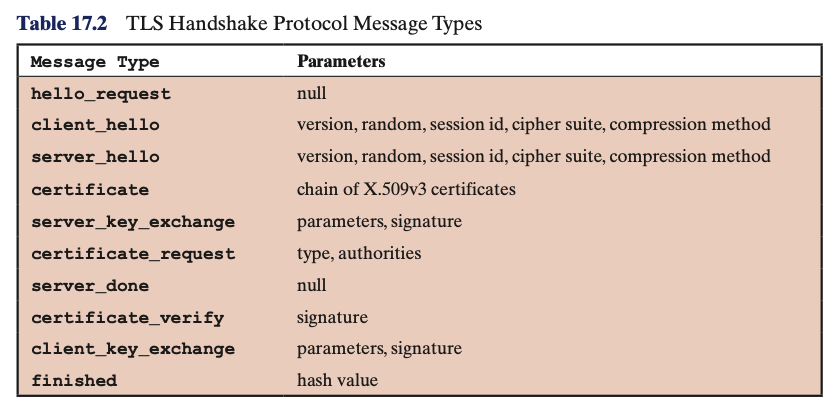 Table 17.2 TLS Handshake Protocol Message Types
Message Type Parameters
hello_request null
client_hello version, random, session id, cipher suite, compression method
server_hello version, random, session id, cipher suite, compression method
certificate chain of X.509v3 certificates
server_key_exchange parameters, signature
certificate_request type, authorities
server_done null
certificate_verify signature
client_key_exchange parameters, signature
finished hash value